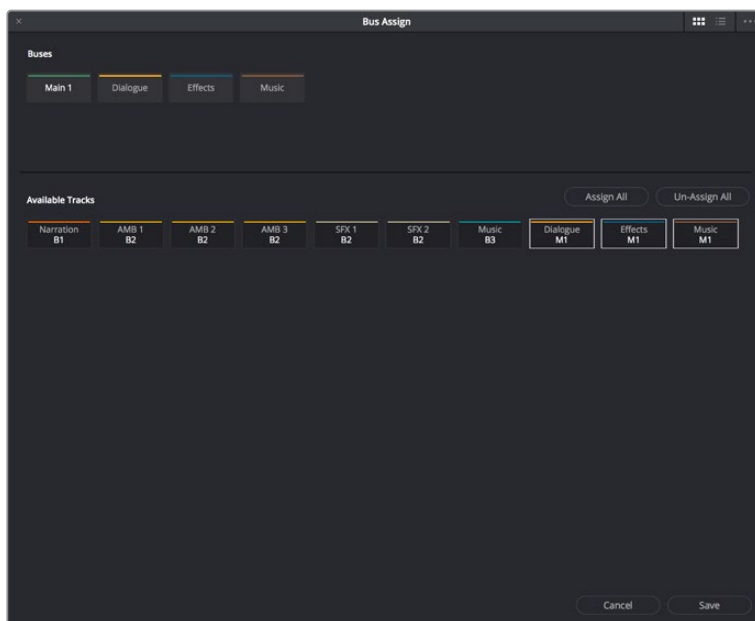 Bus Assign
Buses
Main 1 Dialogue Effects Music
Available Tracks Assign All Un-Assign All
Narration AMB 1 AMB 2 AMB 3 SFX 1 SFX 2 Music Dialogue Effects Music
B1 B2 B2 B2 B2 B2 B3 M1 M1 M1
Cancel Save